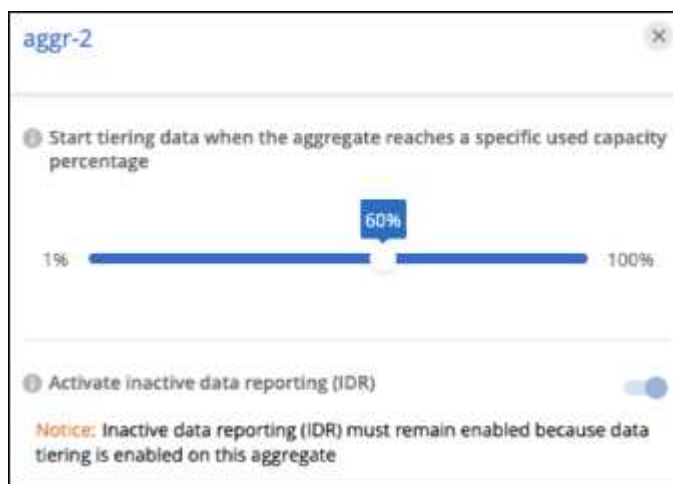 aggr-2
Start tiering data when the aggregate reaches a specific used capacity
percentage
60%
1%
100%
Activate inactive data reporting (IDR)
Notice: Inactive data reporting (IDR) must remain enabled because data
tiering is enabled on this aggregate